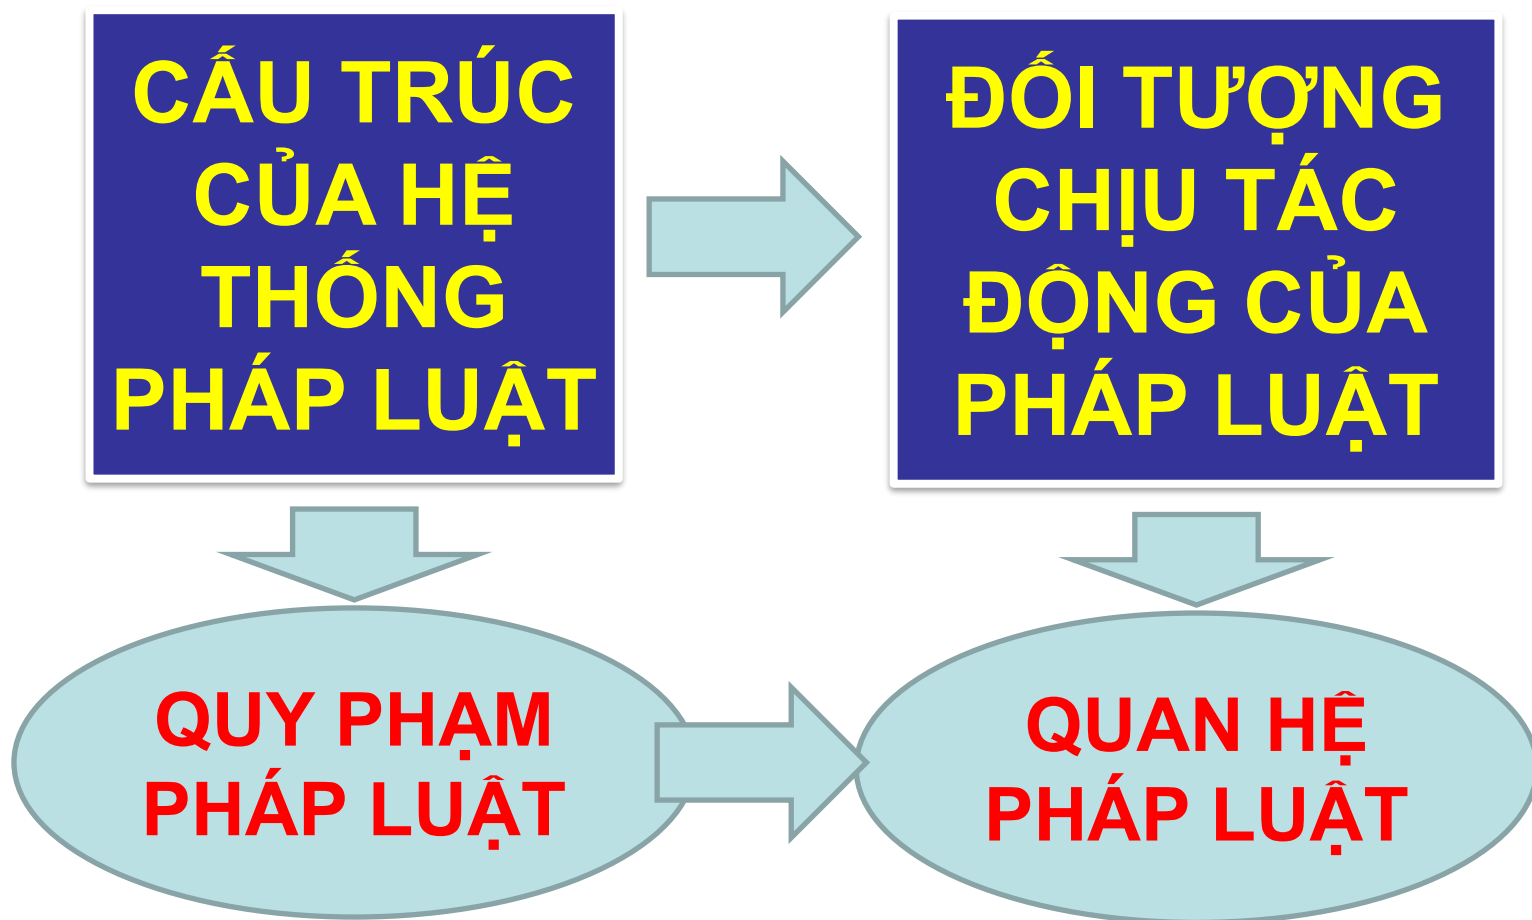 CẤU TRÚC
CỦA HỆ
THỐNG
PHÁP LUẬT
ĐỐI TƯỢNG
CHỊU TÁC
ĐỘNG CỦA
PHÁP LUẬT
QUY PHẠM
PHÁP LUẬT
QUAN HỆ
PHÁP LUẬT